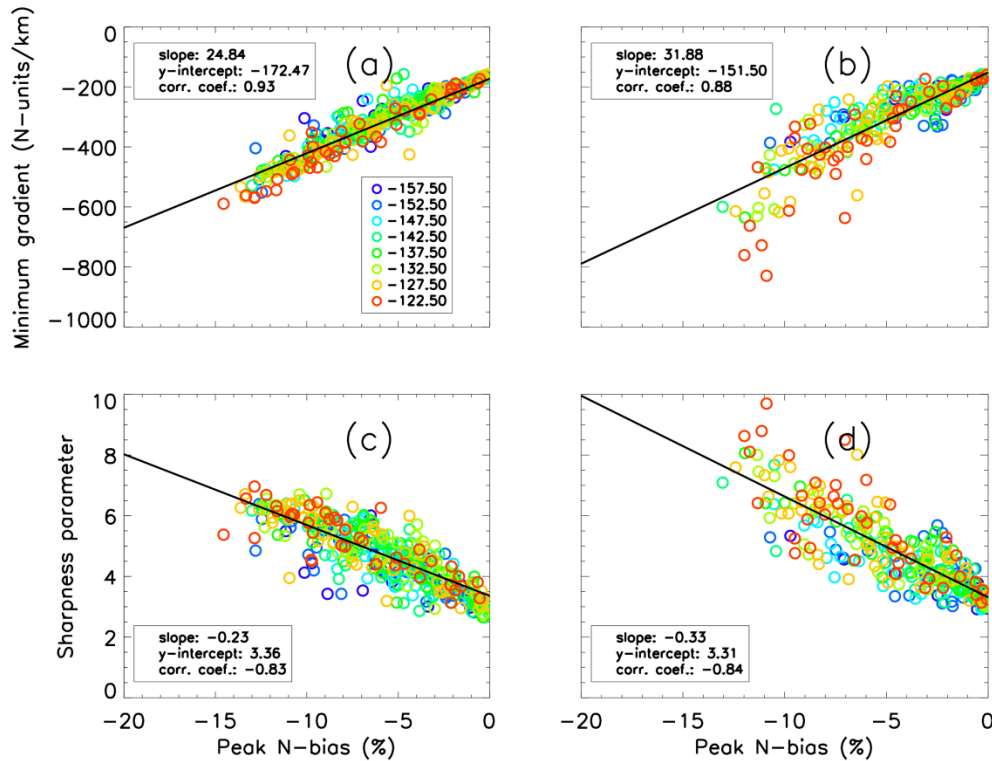 0
-200
-400
-600
-800
-1000
Minimum gradient (N-units/km)
slope: 24.84
y-intercept: -172.47
corr. coef.: 0.93
(a)
-157.50
-152.50
-147.50
-142.50
-137.50
-132.50
-127.50
-122.50
slope: 31.88
y-intercept: -151.50
corr. coef.: 0.88
(b)
10
8
6
4
2
0
Sharpness parameter
(c)
slope: -0.23
y-intercept: 3.36
corr. coef.: -0.83
-20 -15 -10 -5 0
Peak N-bias (%)
(d)
slope: -0.33
y-intercept: 3.31
corr. coef.: -0.84
-20 -15 -10 -5 0
Peak N-bias (%)